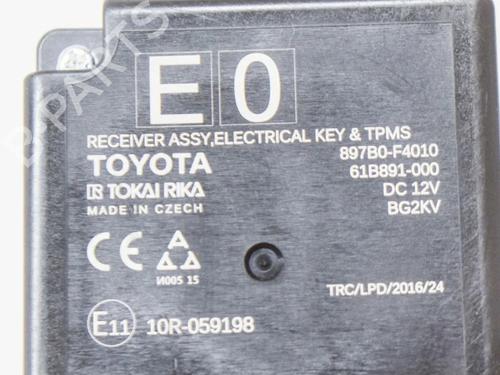 E 0
RECEIVER ASSY,ELECTRICAL KEY & TPMS
TOYOTA 897B0-F4010
TOKAI RIKA 61B891-000
DC 12V
MADE IN CZECH BG2KV
CE
И005 15
TRC/LPD/2016/24
E11 10R-059198
B-PARTS